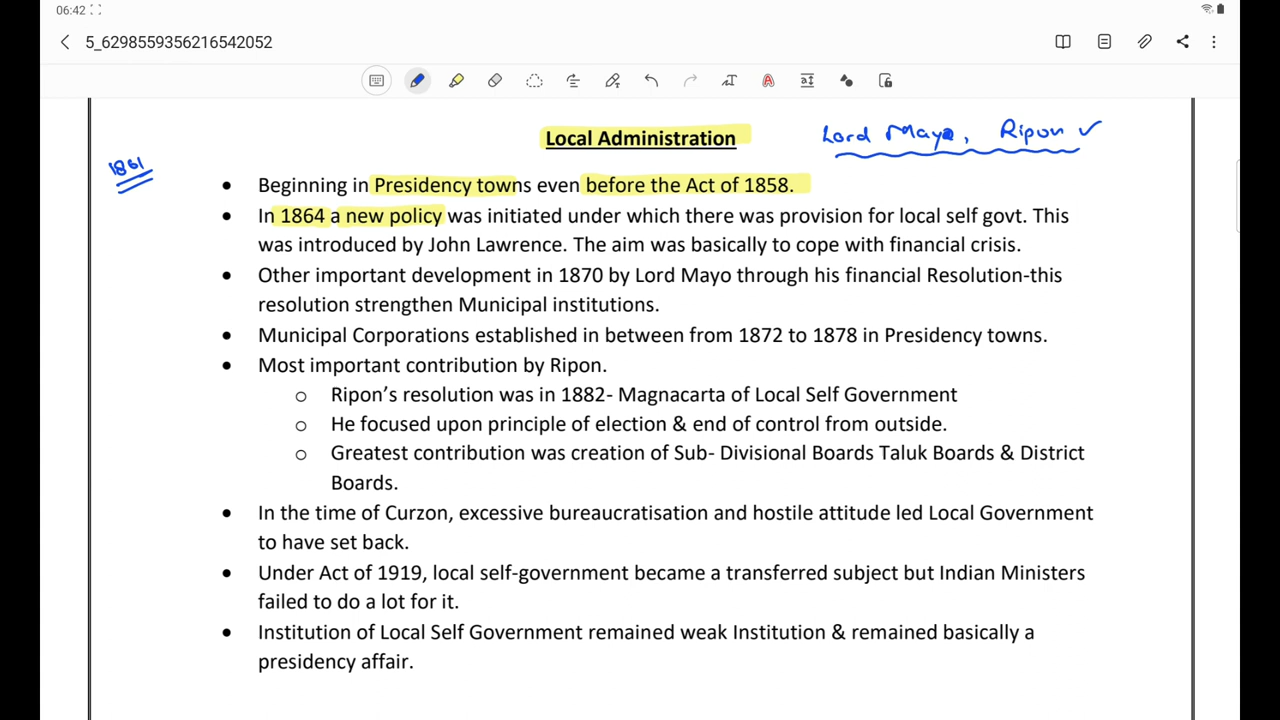 06:42
5_6298559356216542052
Local Administration
Lord Mayo, Ripon ✓
1861
• Beginning in Presidency towns even before the Act of 1858.
• In 1864 a new policy was initiated under which there was provision for local self govt. This
was introduced by John Lawrence. The aim was basically to cope with financial crisis.
• Other important development in 1870 by Lord Mayo through his financial Resolution-this
resolution strengthen Municipal institutions.
• Municipal Corporations established in between from 1872 to 1878 in Presidency towns.
• Most important contribution by Ripon.
o Ripon’s resolution was in 1882- Magnacarta of Local Self Government
o He focused upon principle of election & end of control from outside.
o Greatest contribution was creation of Sub- Divisional Boards Taluk Boards & District
Boards.
• In the time of Curzon, excessive bureaucratisation and hostile attitude led Local Government
to have set back.
• Under Act of 1919, local self-government became a transferred subject but Indian Ministers
failed to do a lot for it.
• Institution of Local Self Government remained weak Institution & remained basically a
presidency affair.